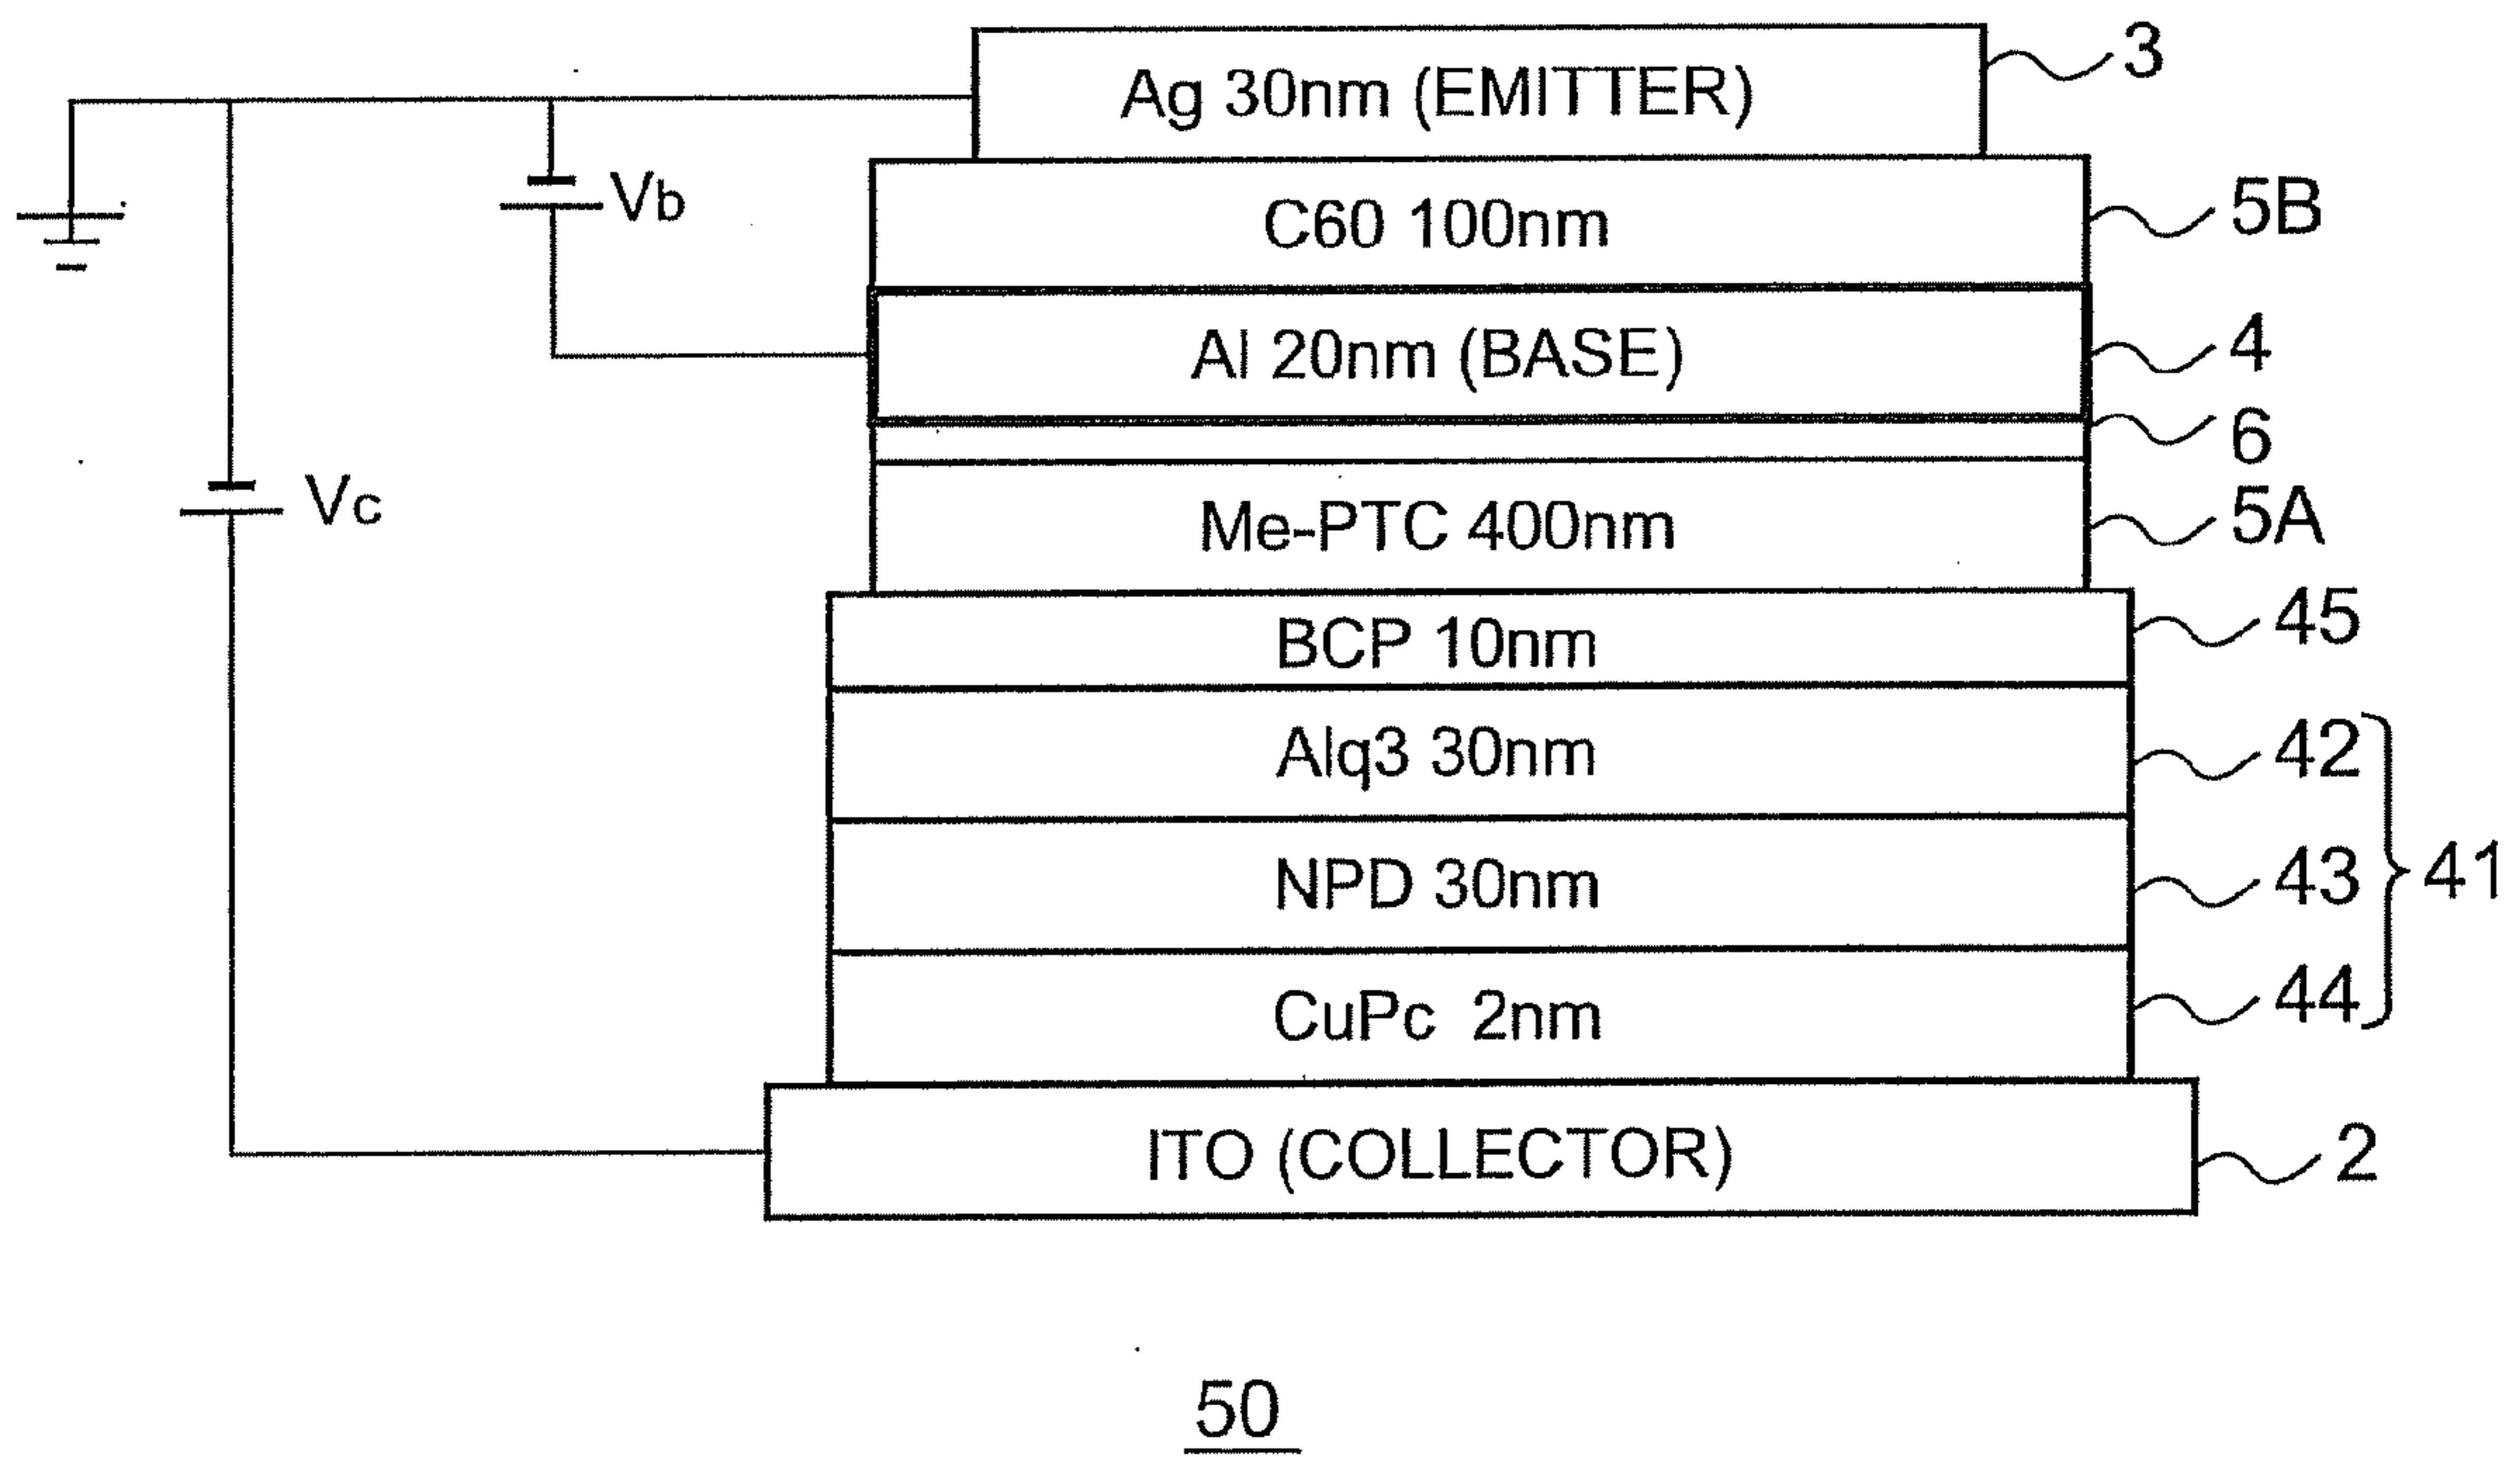 Ag 30nm (EMITTER)
3
Vb
C60 100nm
5B
Al 20nm (BASE)
4
6
Vc
Me-PTC 400nm
5A
BCP 10nm
45
Alq3 30nm
42
NPD 30nm
43
41
CuPc 2nm
44
ITO (COLLECTOR)
2
50